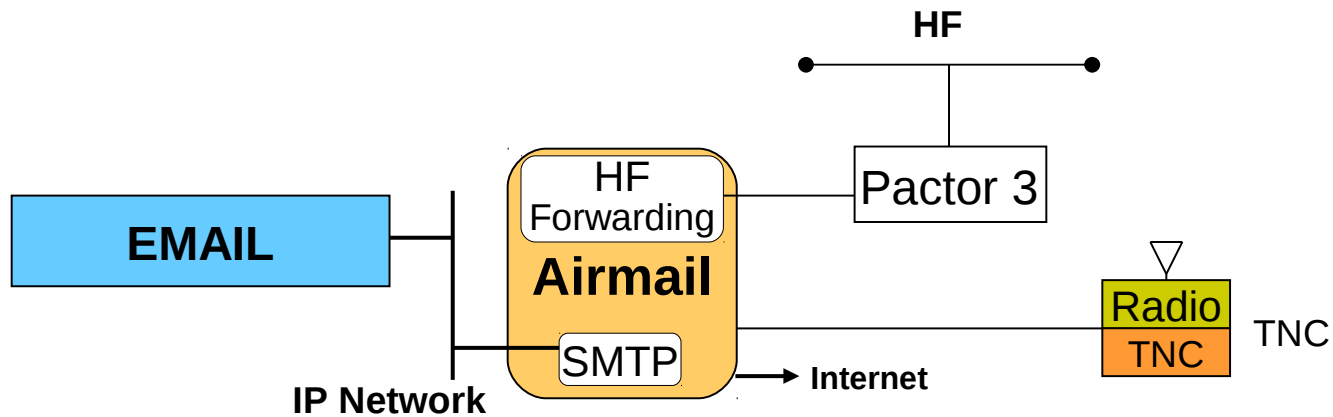 HF
HF
Forwarding
Pactor 3
EMAIL
Airmail
Radio
TNC
TNC
SMTP
Internet
IP Network